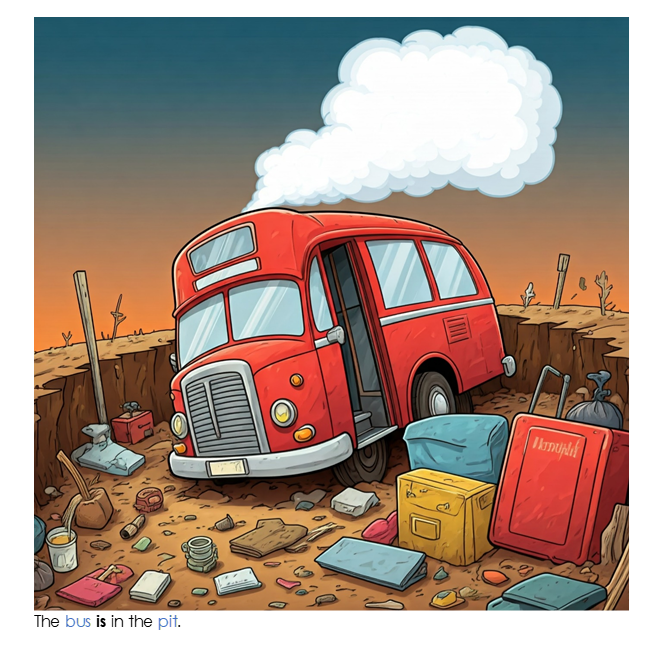 The bus is in the pit.